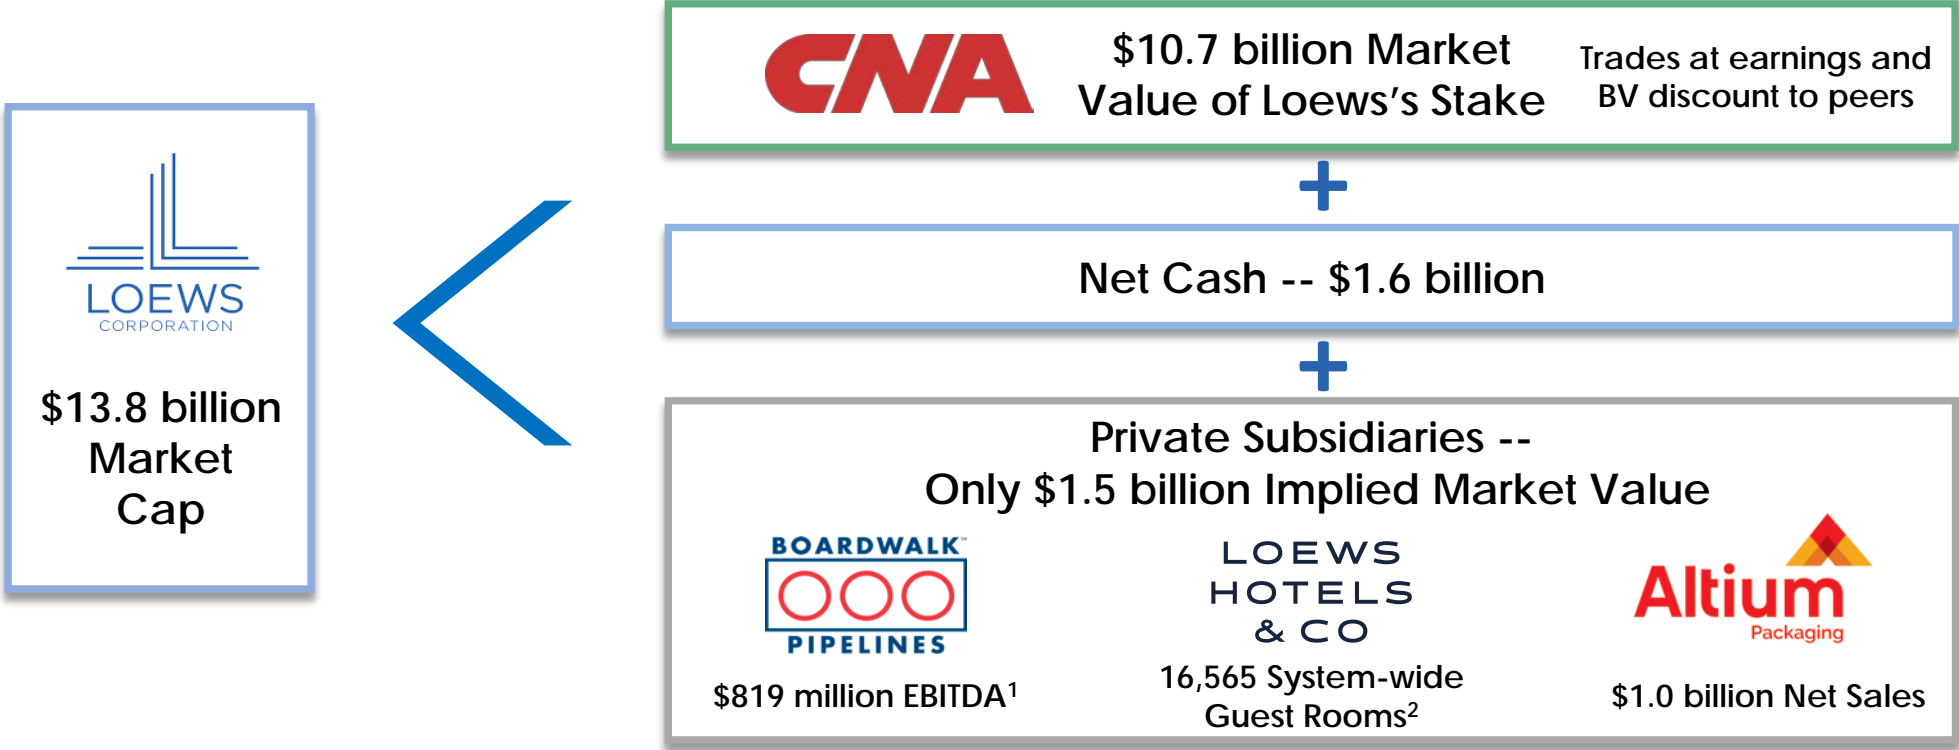 LOEWS
CORPORATION
$13.8 billion
Market
Cap
CNA
$10.7 billion Market
Value of Loews's Stake
Trades at earnings and
BV discount to peers
+
Net Cash -- $1.6 billion
+
Private Subsidiaries --
Only $1.5 billion Implied Market Value
BOARDWALK™
PIPELINES
$819 million EBITDA¹
LOEWS
HOTELS
& CO
16,565 System-wide
Guest Rooms²
Altium
Packaging
$1.0 billion Net Sales